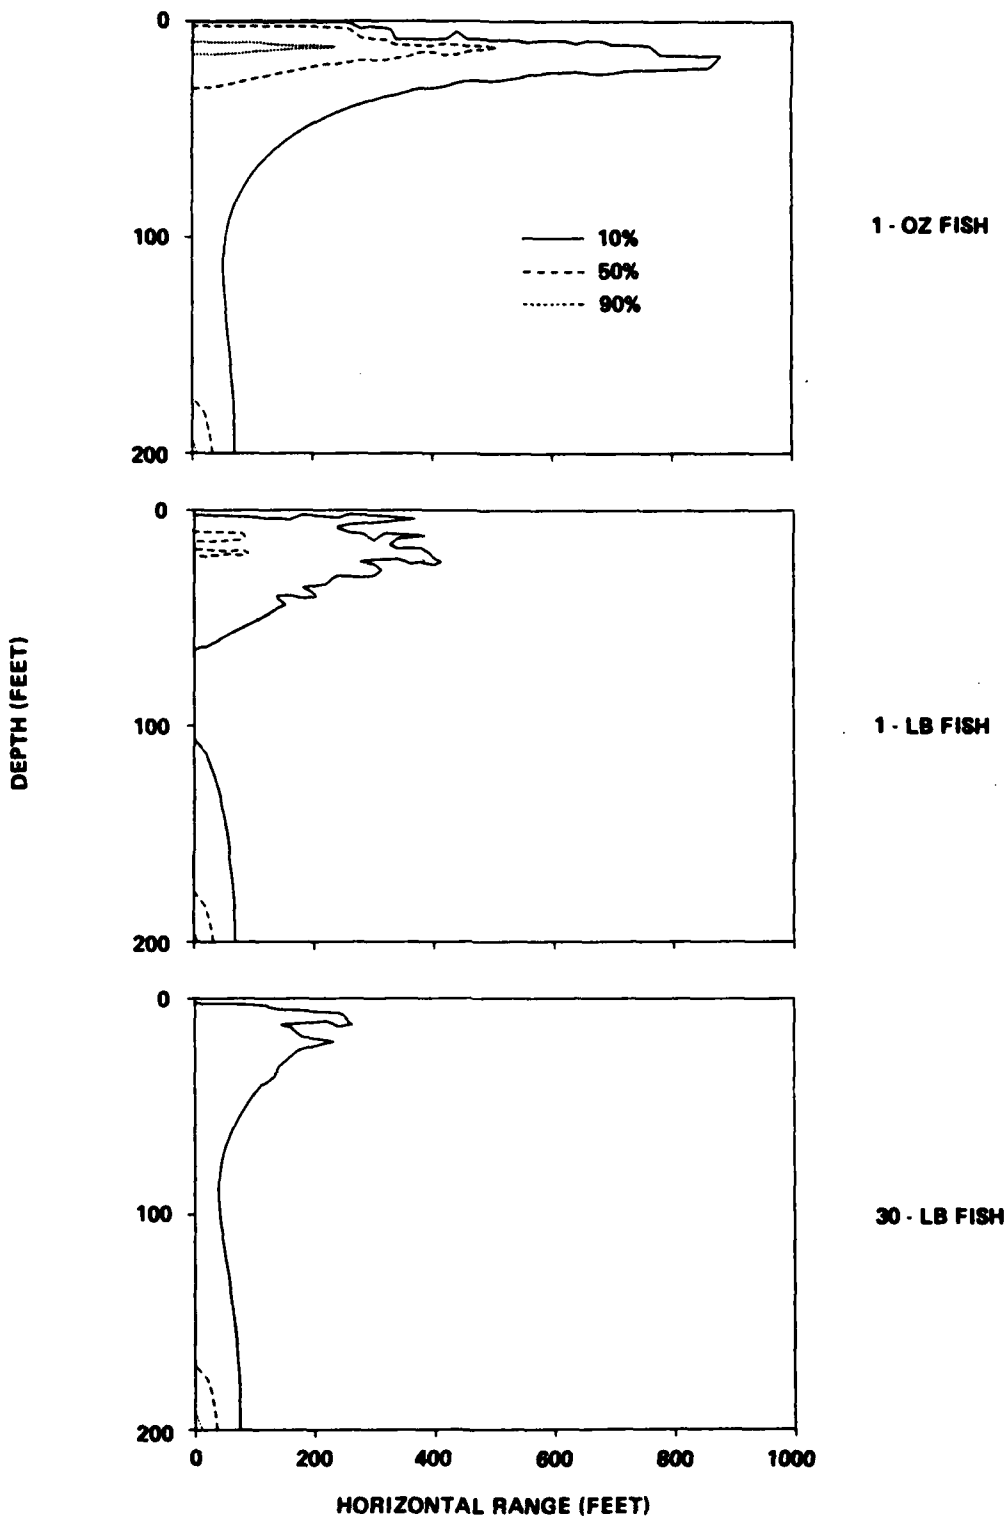 0
100
200
10%
50%
90%
1 - OZ FISH
0
100
200
1 - LB FISH
DEPTH (FEET)
0
100
200
30 - LB FISH
0 200 400 600 800 1000
HORIZONTAL RANGE (FEET)